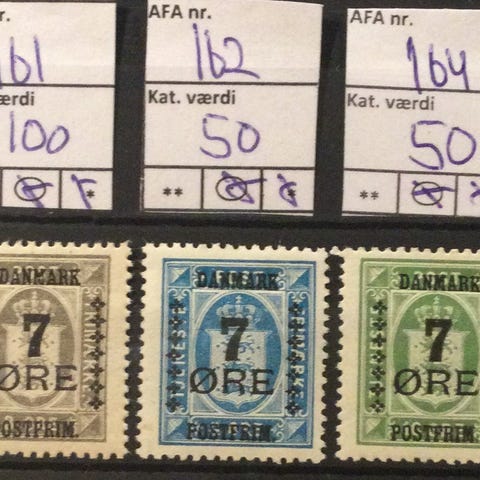 r.
161
ærdi
100
*
AFA nr.
162
Kat. værdi
50
**
AFA nr.
164
Kat. værdi
50
**
DANMARK
7
ØRE
POSTFRIM.
DANMARK
7
ØRE
POSTFRIM.
DANMARK
7
ØRE
POSTFRIM.